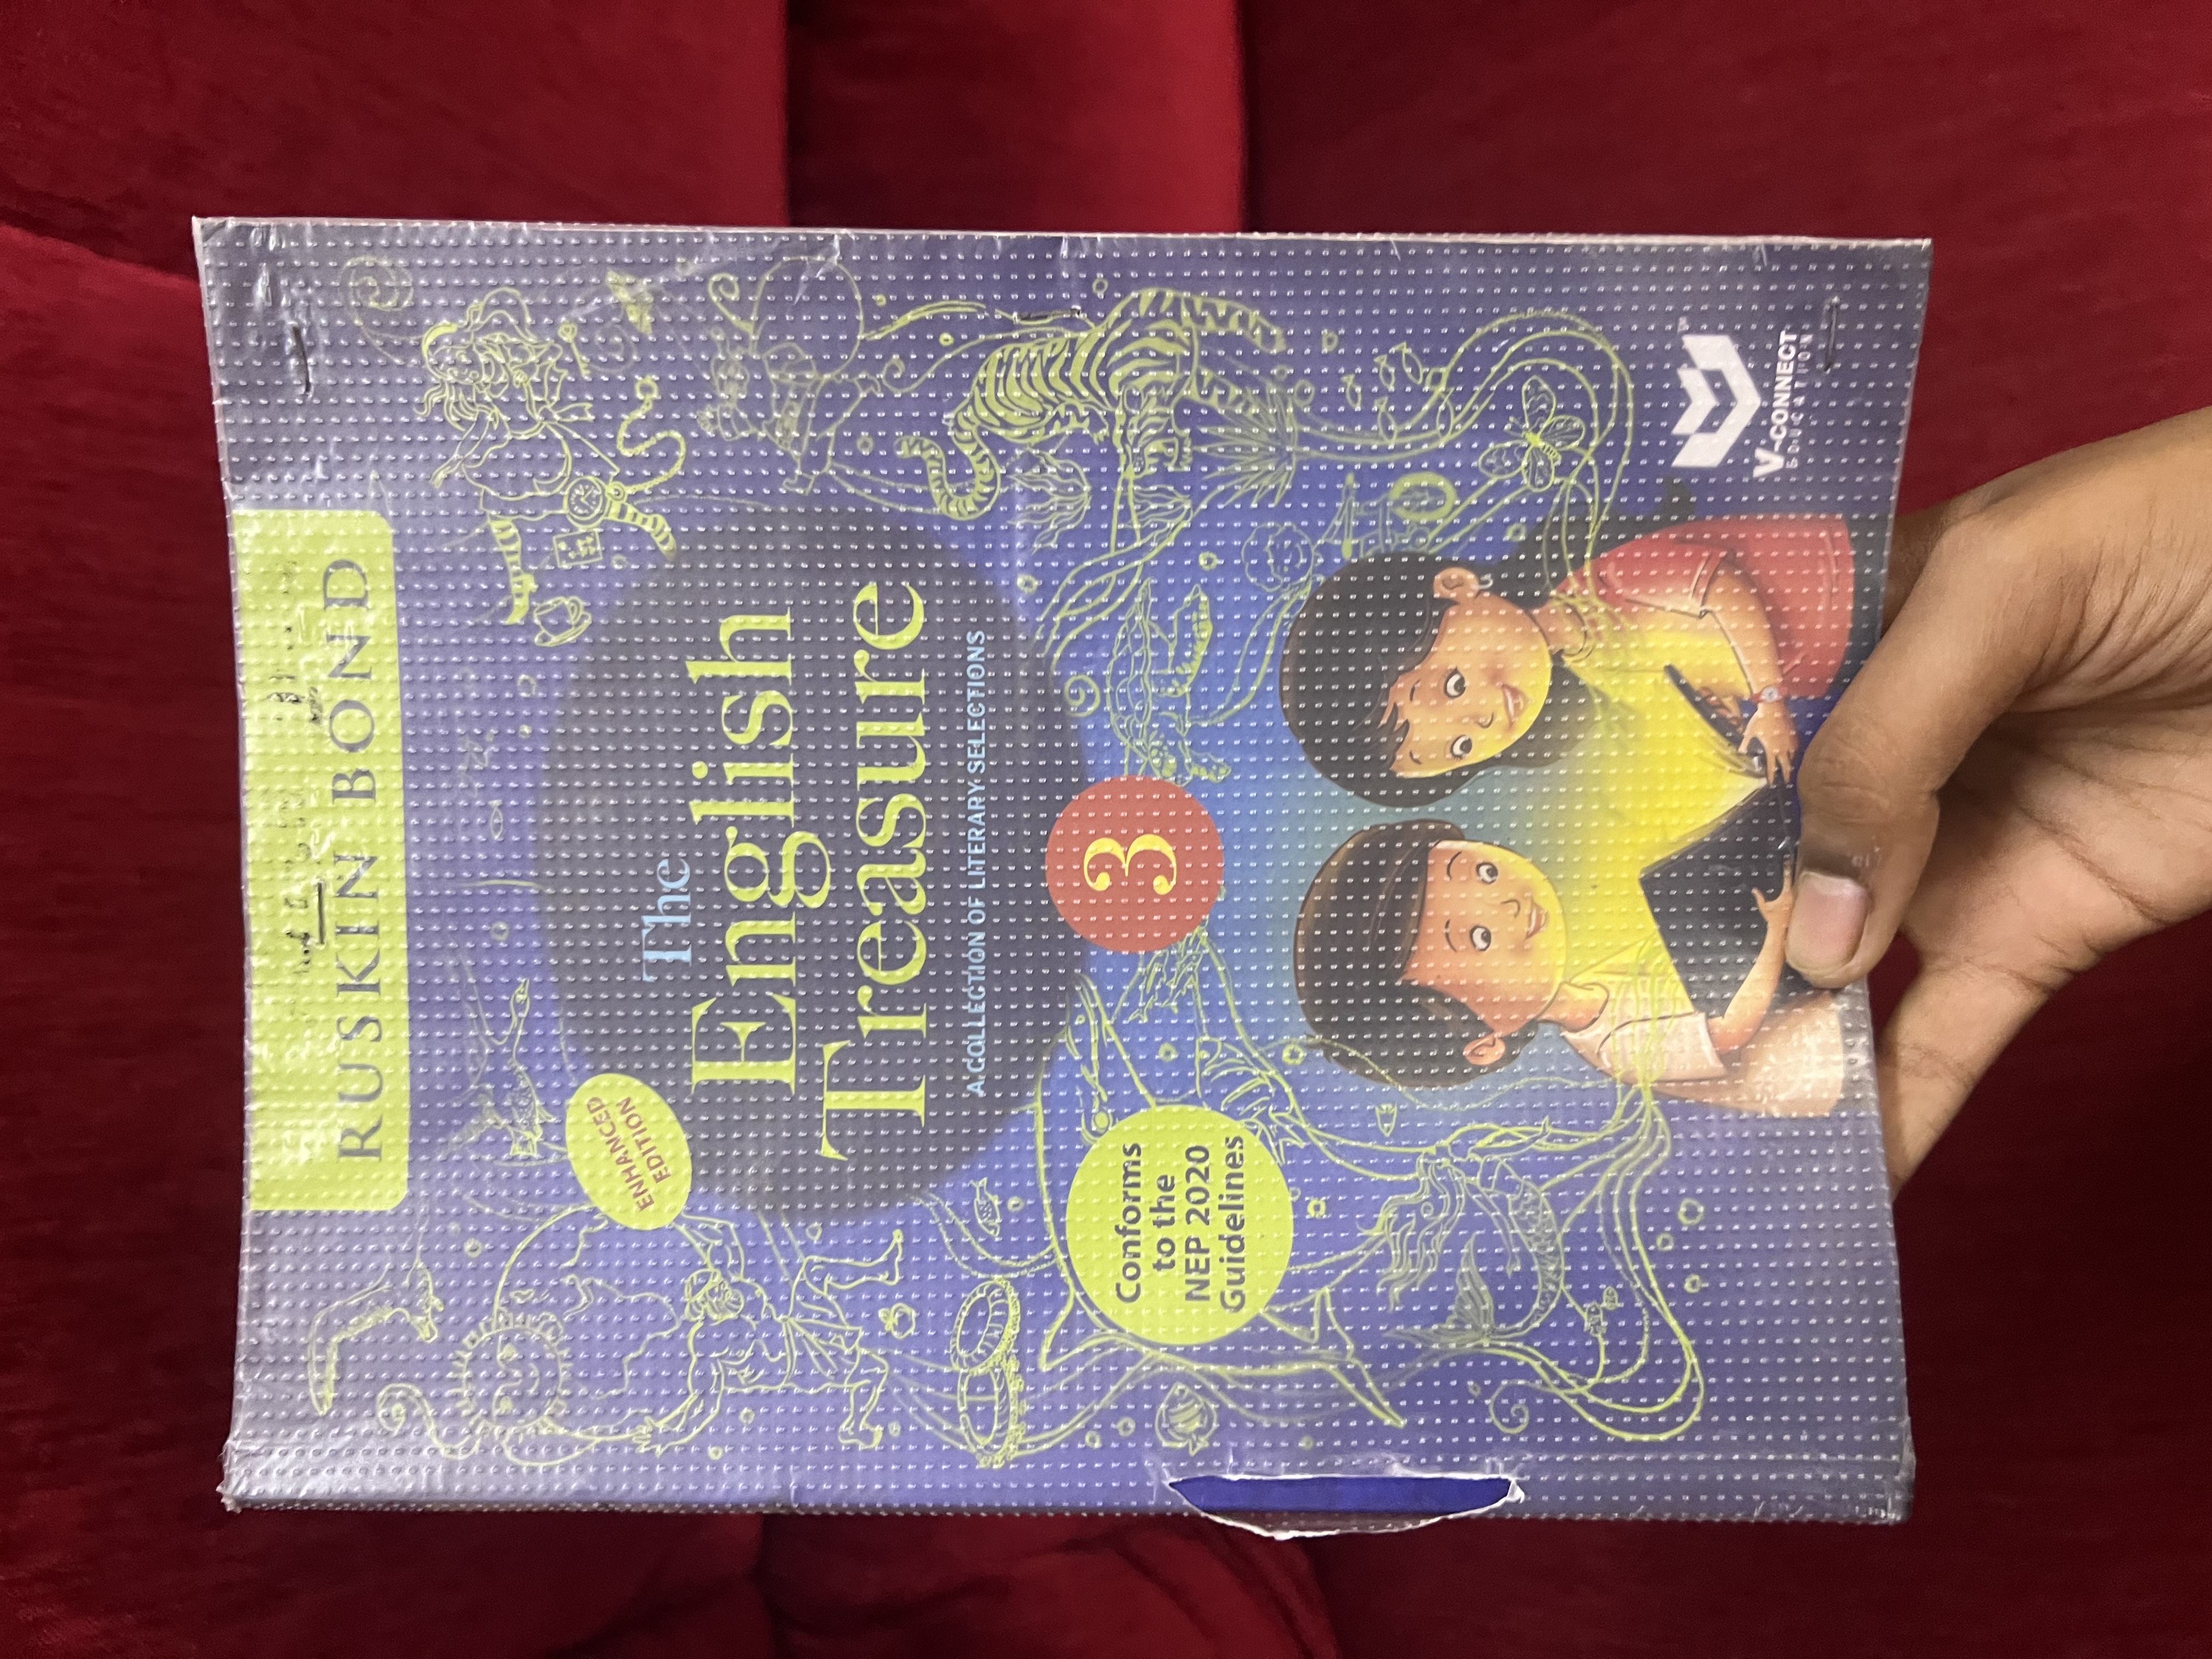 RUSKIN BOND
ENHANCED
EDITION
The
English
Treasure
A COLLECTION OF LITERARY SELECTIONS
3
Conforms
to the
NEP 2020
Guidelines
V-CONNECT
EDUCATION